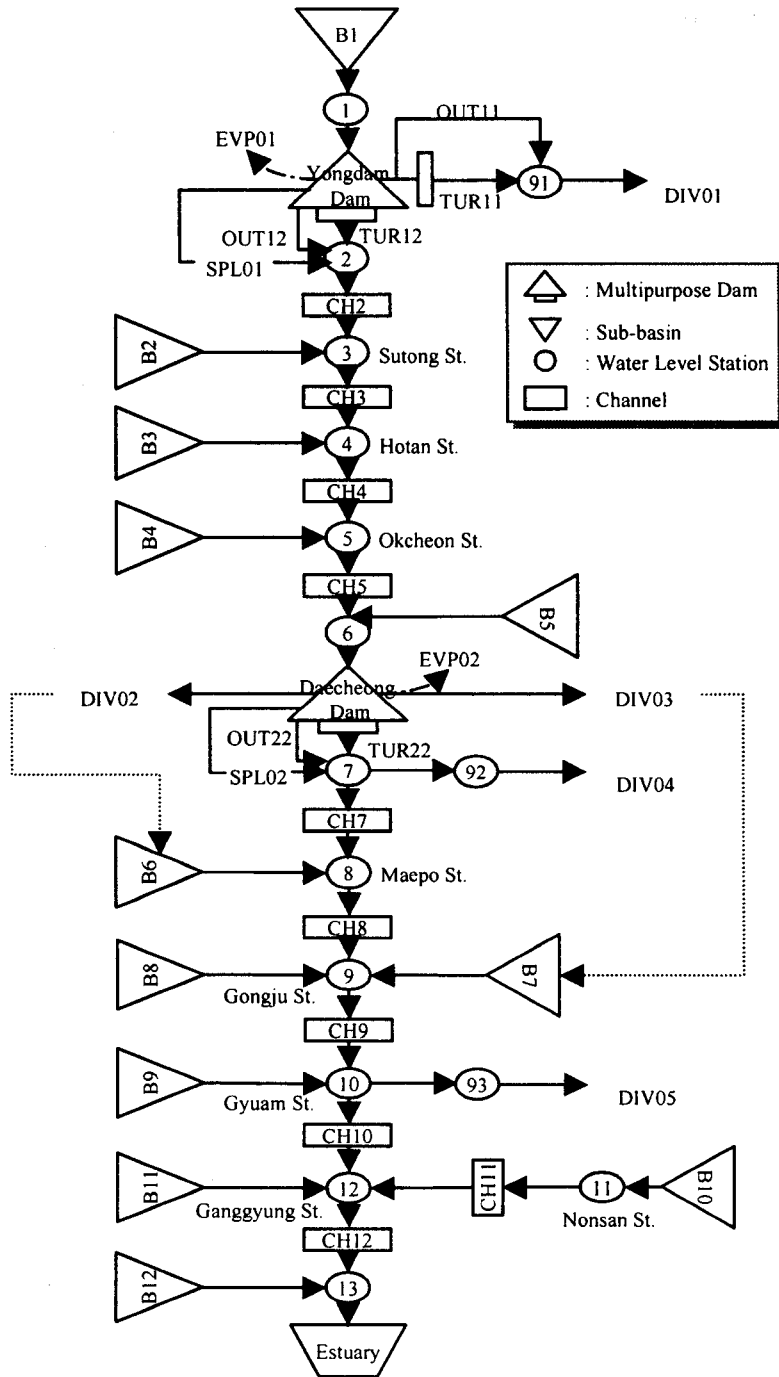 B1
1
OUT11
EVP01
Yongdam
Dam
TUR11
91
DIV01
OUT12
TUR12
SPL01
2
CH2
: Multipurpose Dam
: Sub-basin
: Water Level Station
: Channel
B2
3
Sutong St.
CH3
B3
4
Hotan St.
CH4
B4
5
Okcheon St.
CH5
B5
6
EVP02
DIV02
Daecheong
Dam
DIV03
OUT22
TUR22
SPL02
7
92
DIV04
CH7
B6
8
Maepo St.
CH8
B8
9
B7
Gongju St.
CH9
B9
10
93
Gyuam St.
DIV05
CH10
B11
12
CH11
11
B10
Ganggyung St.
Nonsan St.
CH12
B12
13
Estuary